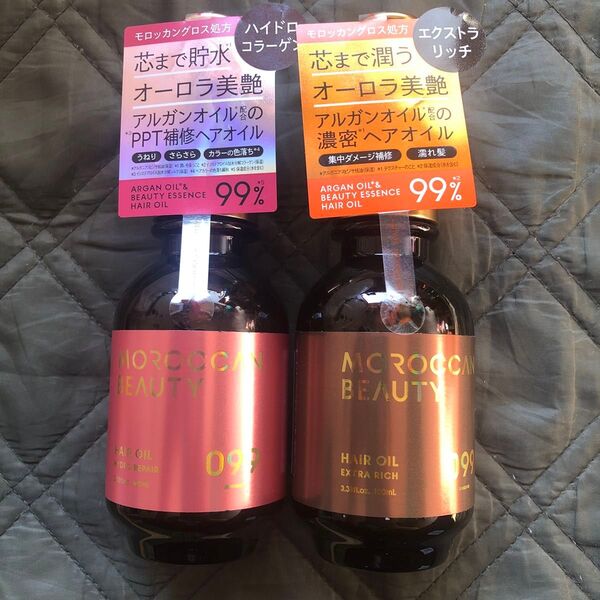 モロッカングロス処方
ハイドロ
コラーゲン
芯まで貯水
オーロラ美艶
アルガンオイル配合の
PPT補修ヘアオイル
うねり
さらさら
カラーの色落ち*4
ARGAN OIL &
BEAUTY ESSENCE
HAIR OIL
99%
MOROCCAN
BEAUTY
HAIR OIL
099
モロッカングロス処方
エクストラ
リッチ
芯まで潤う
オーロラ美艶
アルガンオイル配合の
濃密ヘアオイル
集中ダメージ補修
濡れ髪
ARGAN OIL &
BEAUTY ESSENCE
HAIR OIL
99%
MOROCCAN
BEAUTY
HAIR OIL
EXTRA RICH
3.3fl.oz. 100mL
099